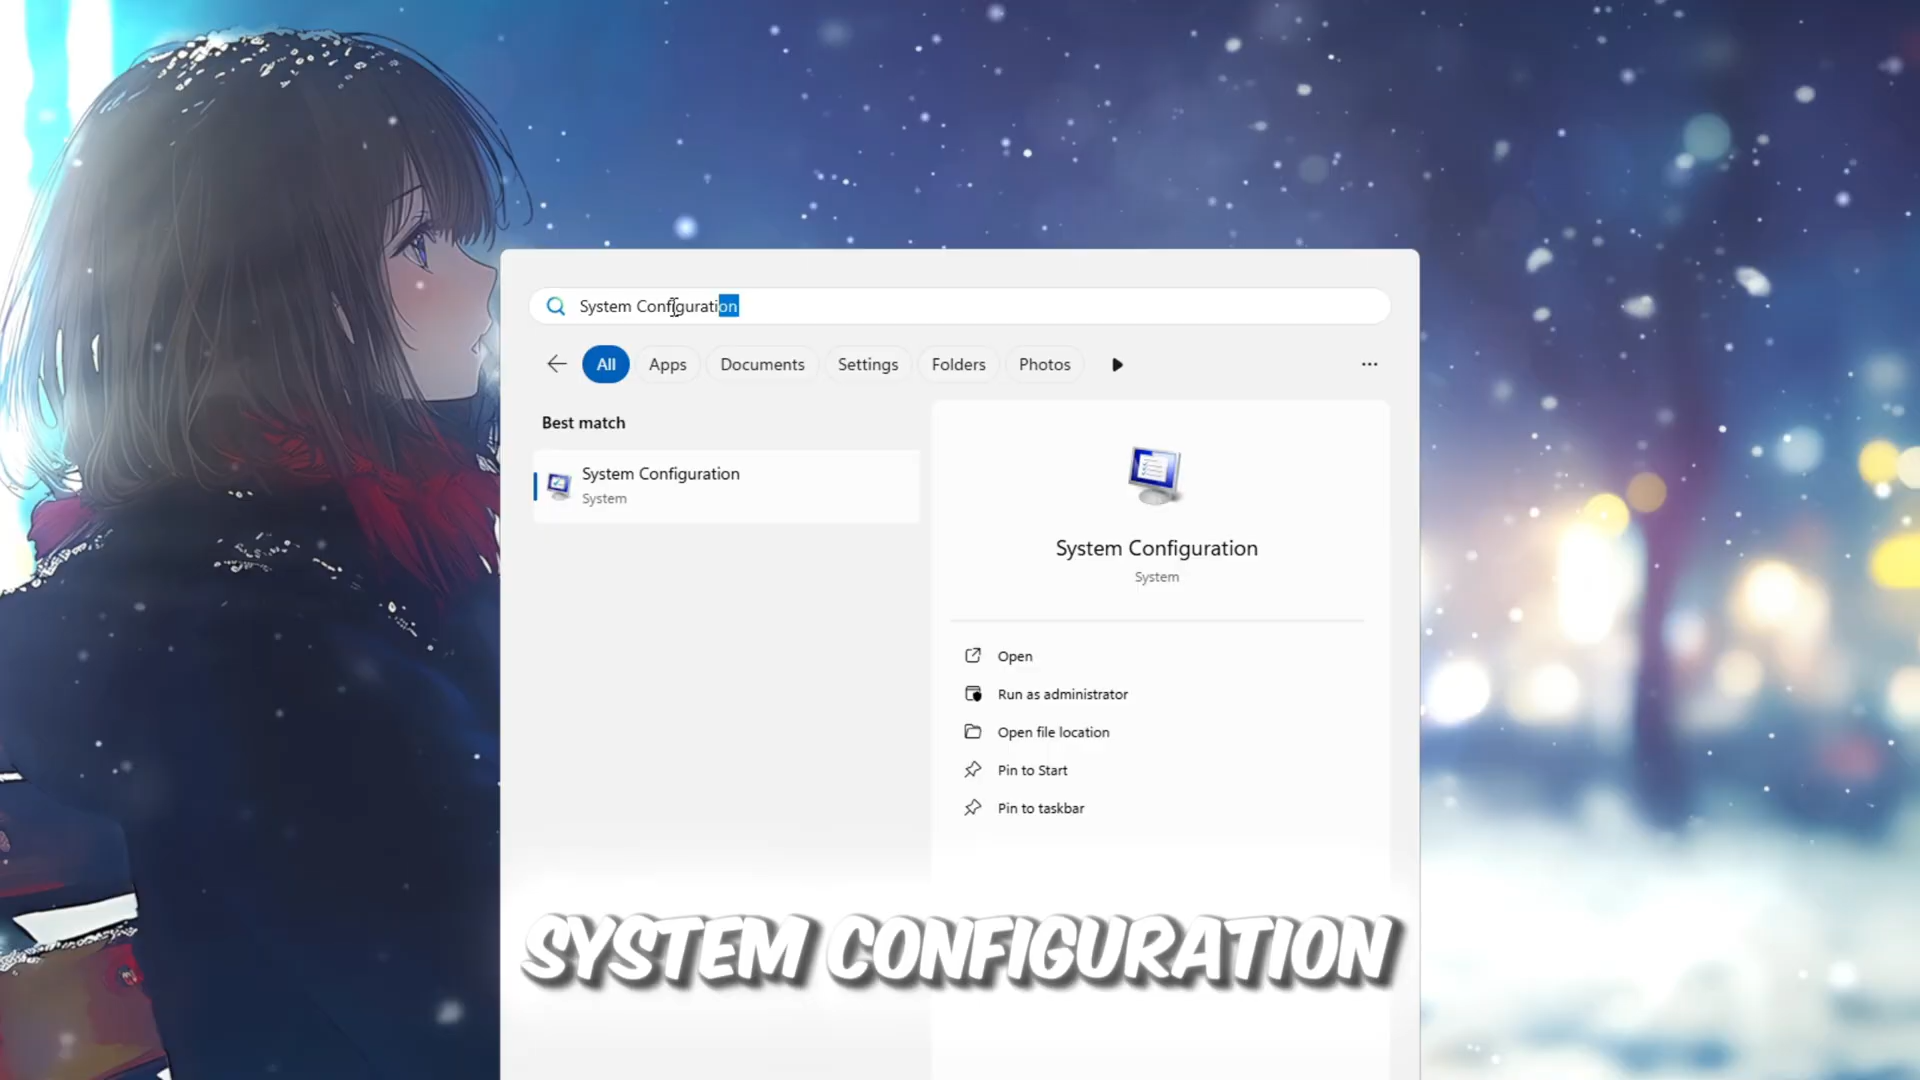 System Configuration
All Apps Documents Settings Folders Photos
Best match
System Configuration
System
System Configuration
System
Open
Run as administrator
Open file location
Pin to Start
Pin to taskbar
SYSTEM CONFIGURATION